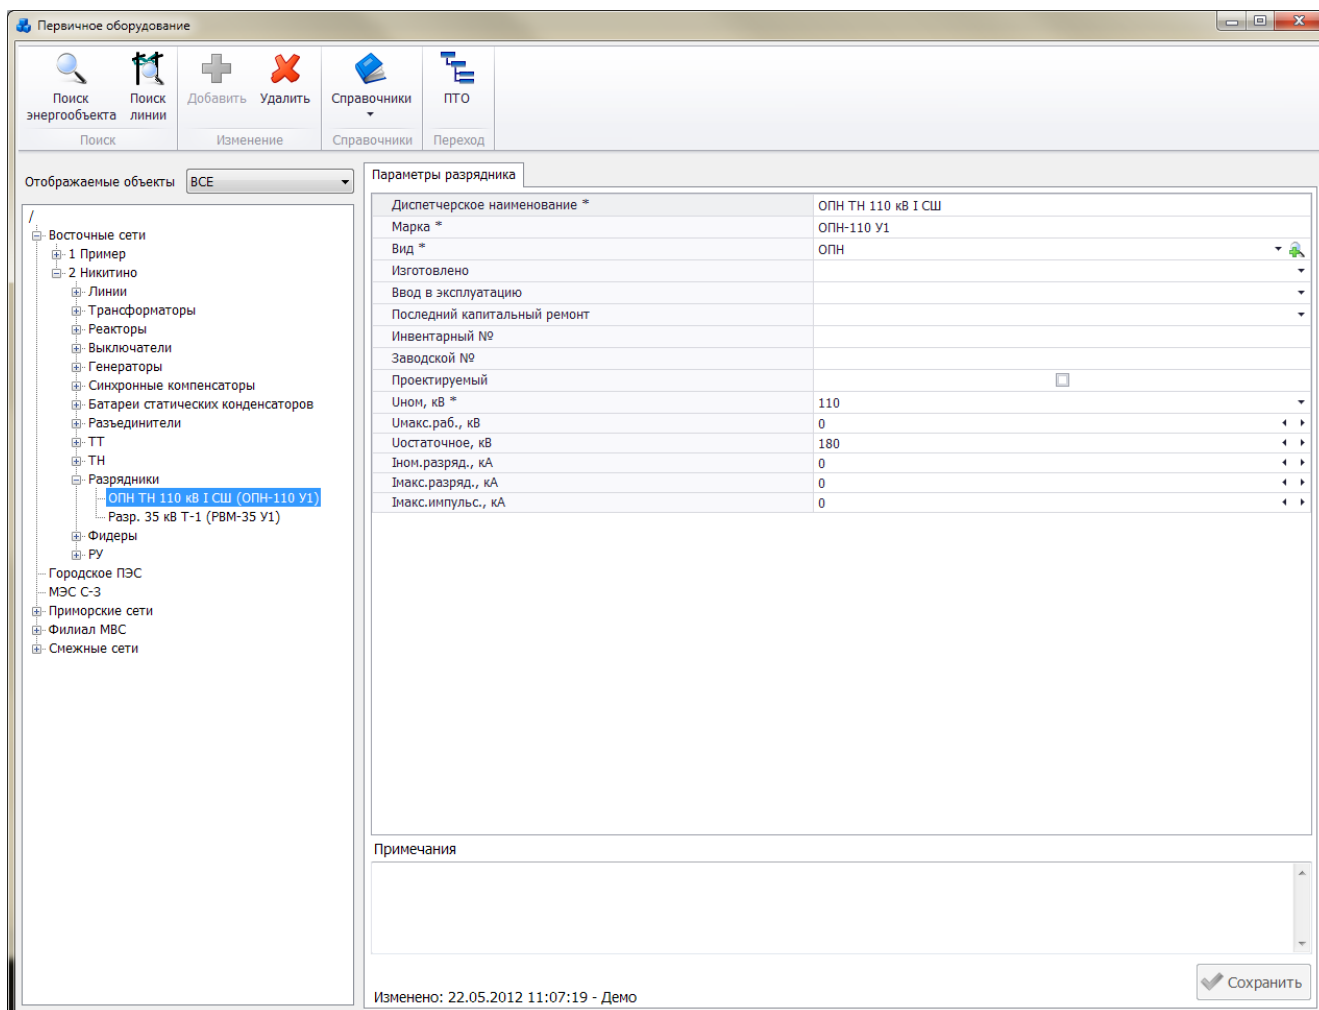 Первичное оборудование
Поиск энергообъекта
Поиск линии
Добавить
Удалить
Справочники
ПТО
Поиск
Изменение
Справочники
Переход
Отображаемые объекты ВСЕ
/
Восточные сети
1 Пример
2 Никитино
Линии
Трансформаторы
Реакторы
Выключатели
Генераторы
Синхронные компенсаторы
Батареи статических конденсаторов
Разъединители
ТТ
ТН
Разрядники
ОПН ТН 110 кВ I СШ (ОПН-110 У1)
Разр. 35 кВ Т-1 (РВМ-35 У1)
Фидеры
РУ
Городское ПЭС
МЭС С-3
Приморские сети
Филиал МВС
Смежные сети
Параметры разрядника
Диспетчерское наименование * ОПН ТН 110 кВ I СШ
Марка * ОПН-110 У1
Вид * ОПН
Изготовлено
Ввод в эксплуатацию
Последний капитальный ремонт
Инвентарный №
Заводской №
Проектируемый
Uном, кВ * 110
Uмакс.раб., кВ 0
Uостаточное, кВ 180
Iном.разряд., кА 0
Iмакс.разряд., кА 0
Iмакс.импульс., кА 0
Примечания
Изменено: 22.05.2012 11:07:19 - Демо
Сохранить